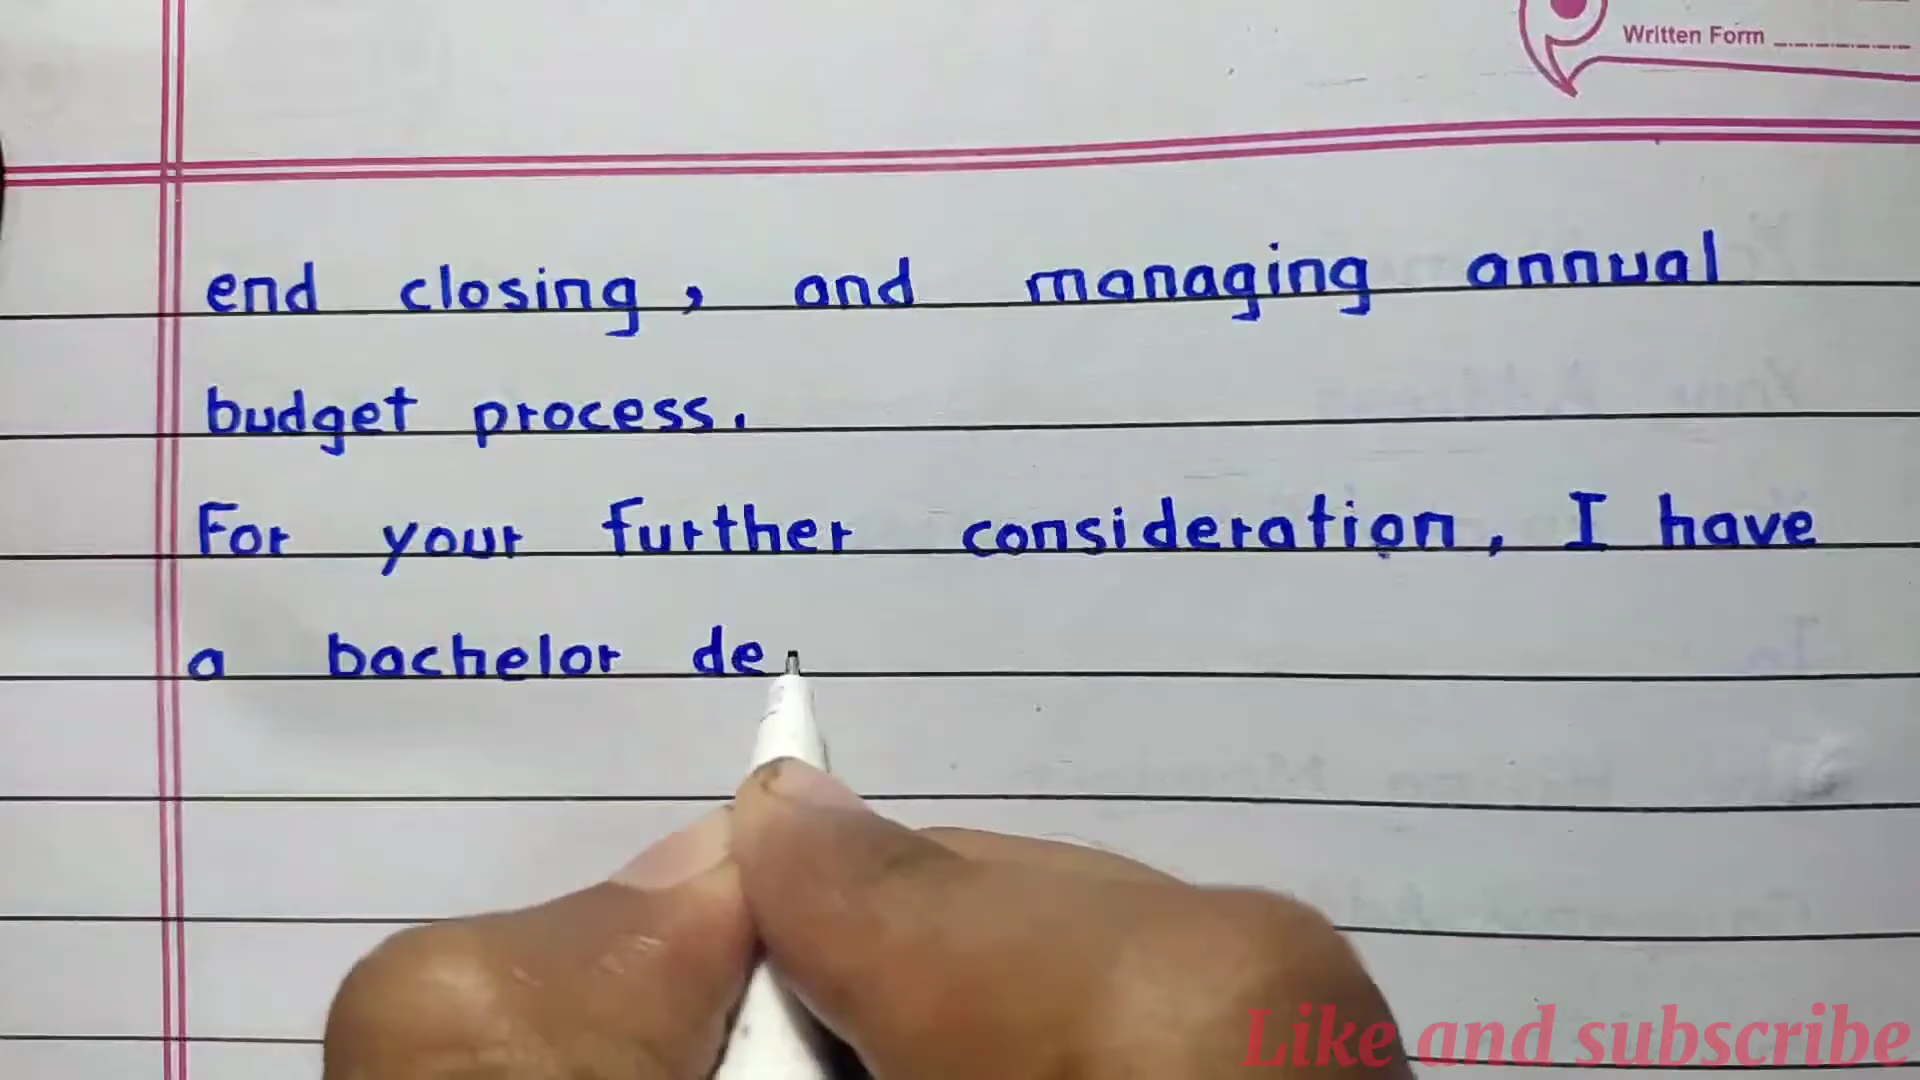 Written Form
end closing, and managing annual
budget process.
For your further consideration, I have
a bachelor de
Like and subscribe